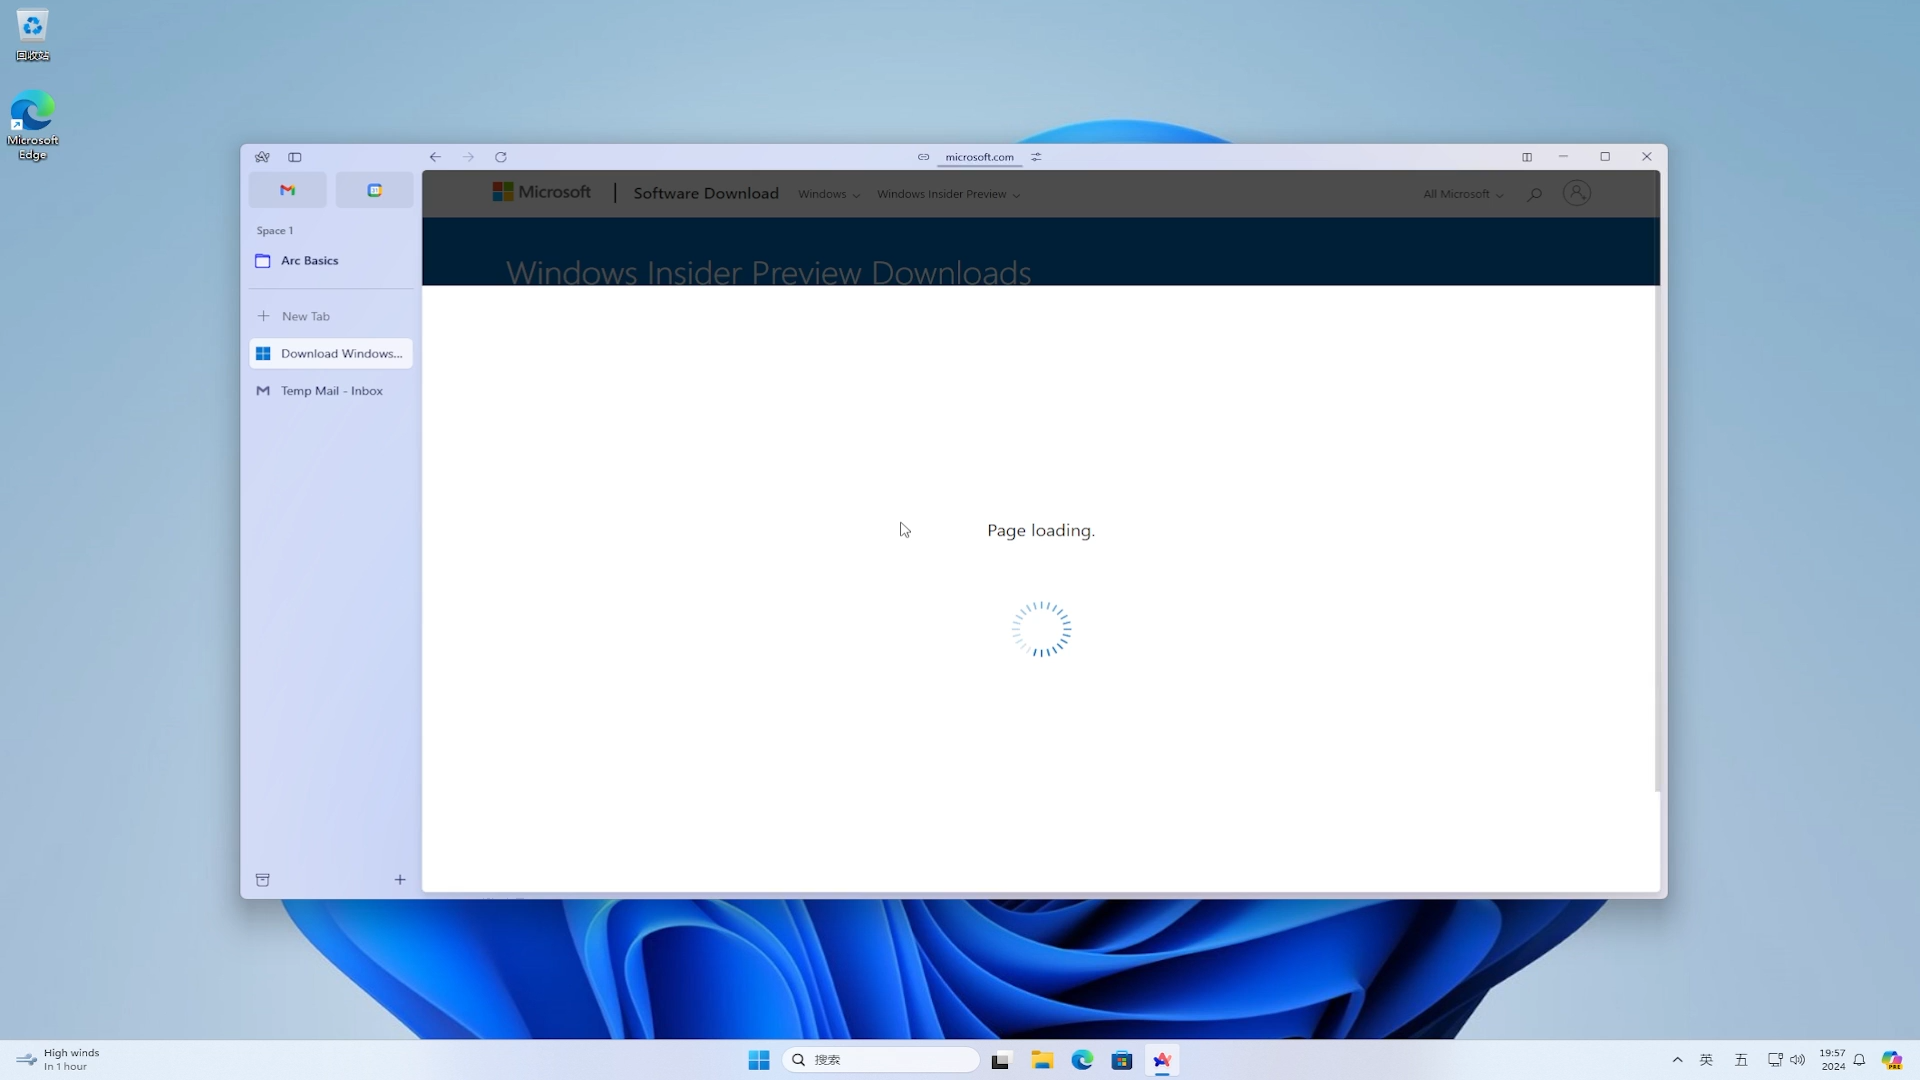 回收站
Microsoft
Edge
microsoft.com
Microsoft
Software Download
Windows
Windows Insider Preview
All Microsoft
Space 1
Arc Basics
New Tab
Download Windows...
Temp Mail - Inbox
Windows Insider Preview Downloads
Page loading.
High winds
In 1 hour
搜索
英
五
19:57
2024
PRE